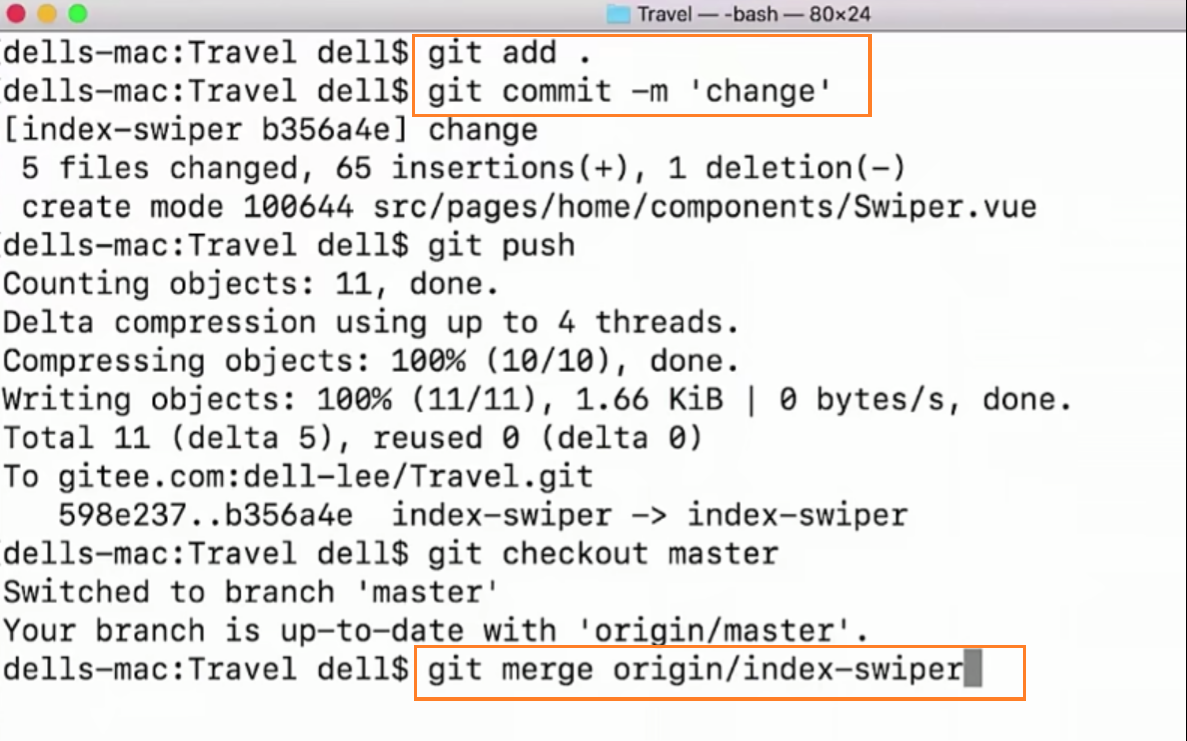 Travel — -bash — 80×24
dells-mac:Travel dell$ git add .
dells-mac:Travel dell$ git commit -m 'change'
[index-swiper b356a4e] change
 5 files changed, 65 insertions(+), 1 deletion(-)
 create mode 100644 src/pages/home/components/Swiper.vue
dells-mac:Travel dell$ git push
Counting objects: 11, done.
Delta compression using up to 4 threads.
Compressing objects: 100% (10/10), done.
Writing objects: 100% (11/11), 1.66 KiB | 0 bytes/s, done.
Total 11 (delta 5), reused 0 (delta 0)
To gitee.com:dell-lee/Travel.git
   598e237..b356a4e  index-swiper -> index-swiper
dells-mac:Travel dell$ git checkout master
Switched to branch 'master'
Your branch is up-to-date with 'origin/master'.
dells-mac:Travel dell$ git merge origin/index-swiper